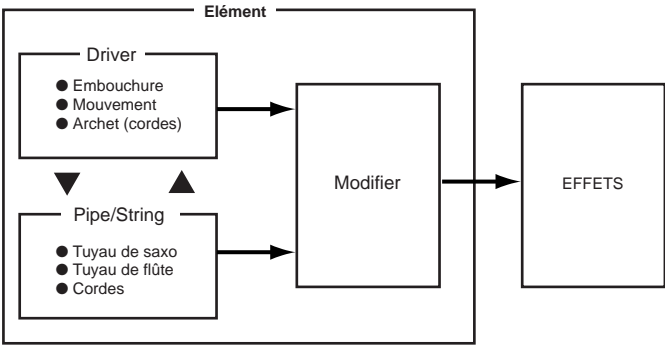 Elément
Driver
● Embouchure
● Mouvement
● Archet (cordes)
Modifier
EFFETS
Pipe/String
● Tuyau de saxo
● Tuyau de flûte
● Cordes